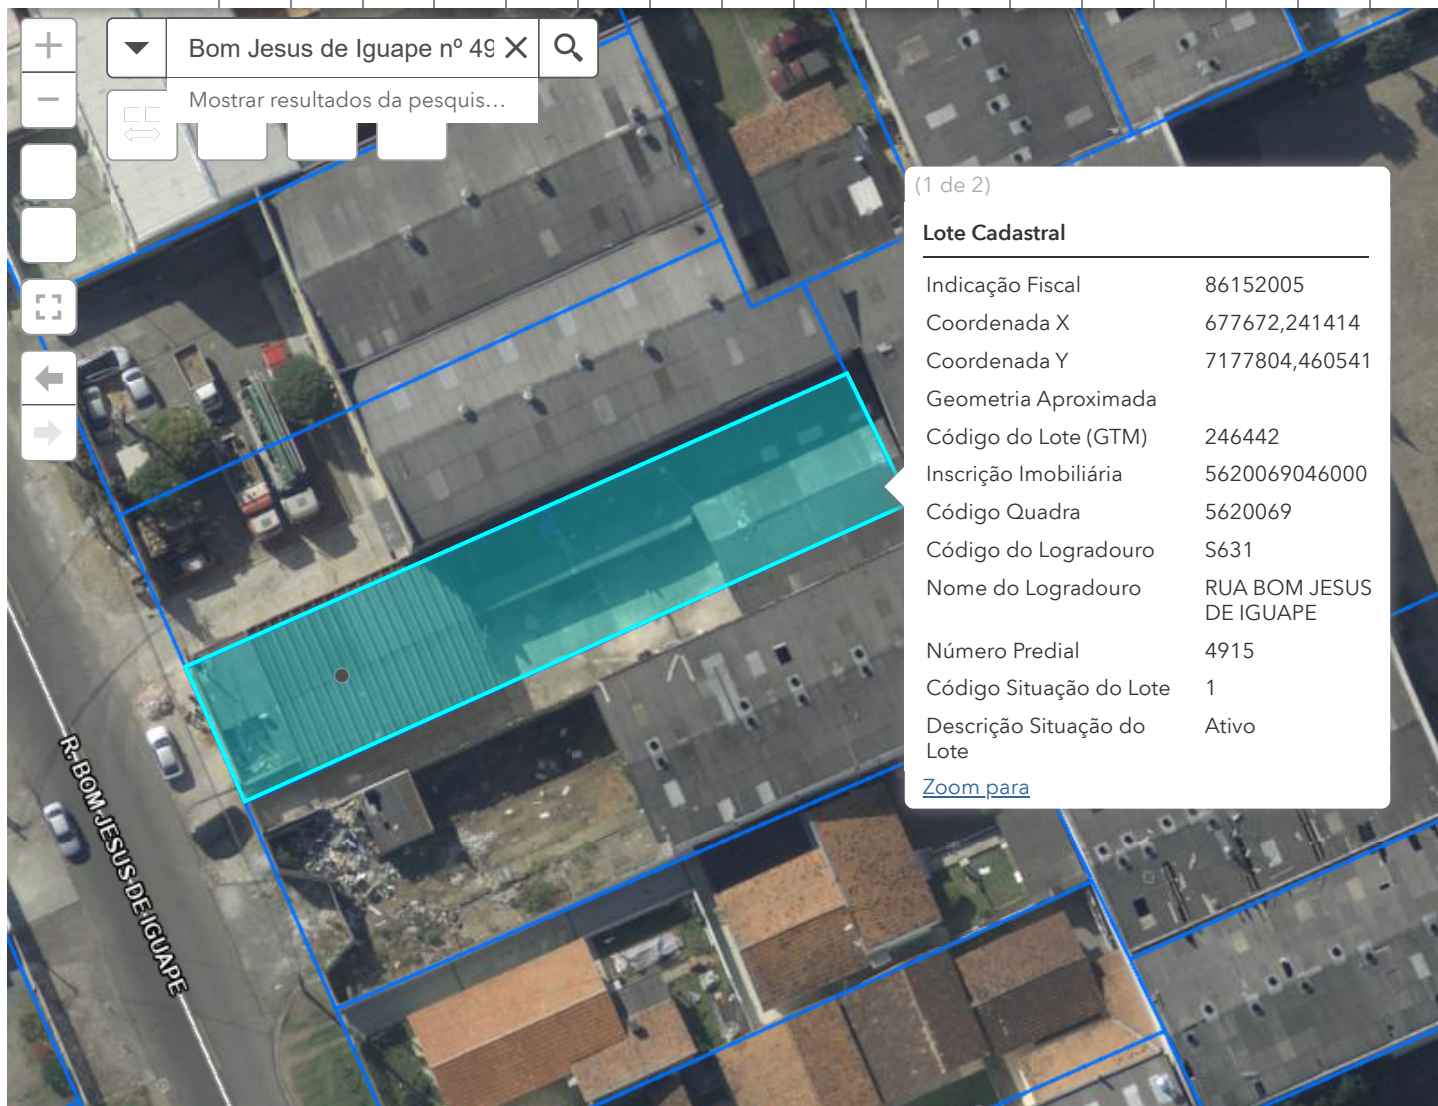 Bom Jesus de Iguape nº 49
Mostrar resultados da pesquis…
(1 de 2)
Lote Cadastral
Indicação Fiscal 86152005
Coordenada X 677672,241414
Coordenada Y 7177804,460541
Geometria Aproximada
Código do Lote (GTM) 246442
Inscrição Imobiliária 5620069046000
Código Quadra 5620069
Código do Logradouro S631
Nome do Logradouro RUA BOM JESUS
DE IGUAPE
Número Predial 4915
Código Situação do Lote 1
Descrição Situação do Ativo
Lote
Zoom para
R. BOM JESUS DE IGUAPE